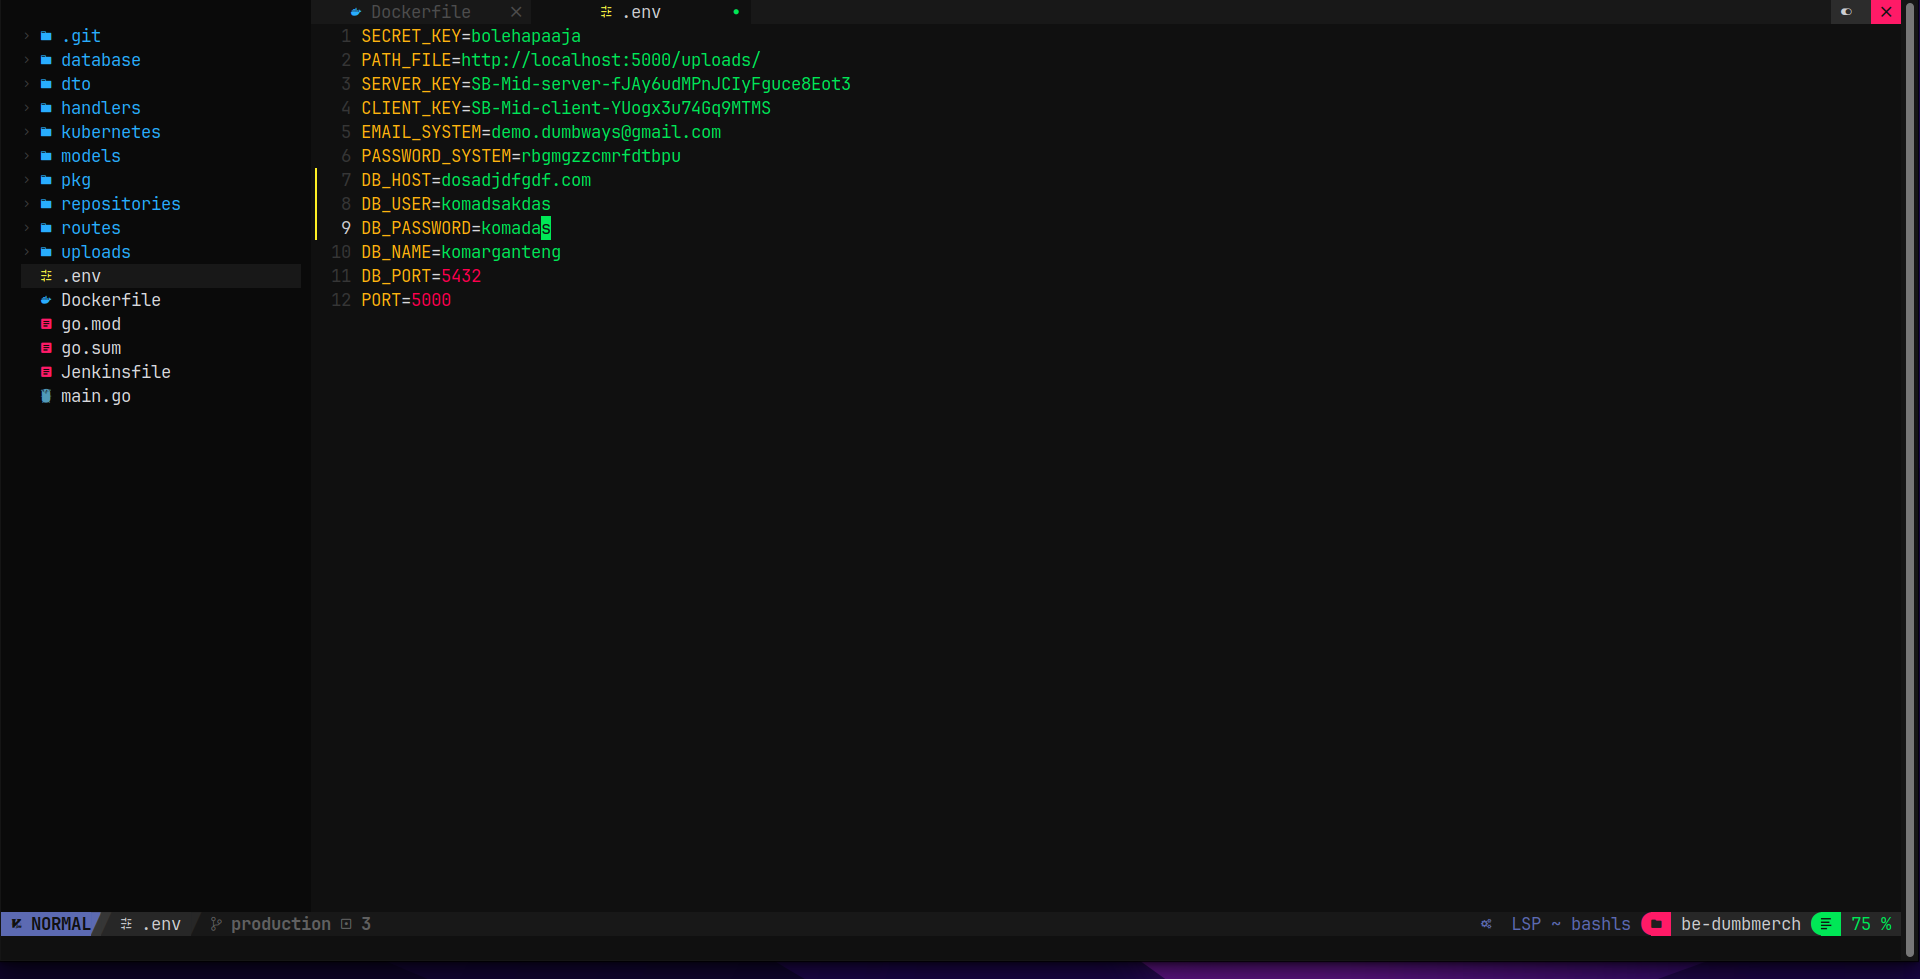 Dockerfile .env
.git
database
dto
handlers
kubernetes
models
pkg
repositories
routes
uploads
.env
Dockerfile
go.mod
go.sum
Jenkinsfile
main.go
1 SECRET_KEY=bolehapaaja
2 PATH_FILE=http://localhost:5000/uploads/
3 SERVER_KEY=SB-Mid-server-fJAy6udMPnJCIyFguce8Eot3
4 CLIENT_KEY=SB-Mid-client-YUogx3u74Gq9MTMS
5 EMAIL_SYSTEM=demo.dumbways@gmail.com
6 PASSWORD_SYSTEM=rbgmgzzcmrfdtbpu
7 DB_HOST=dosadjdfgdf.com
8 DB_USER=komadsakdas
9 DB_PASSWORD=komadas
10 DB_NAME=komarganteng
11 DB_PORT=5432
12 PORT=5000
NORMAL .env production 3 LSP ~ bashls be-dumbmerch 75 %